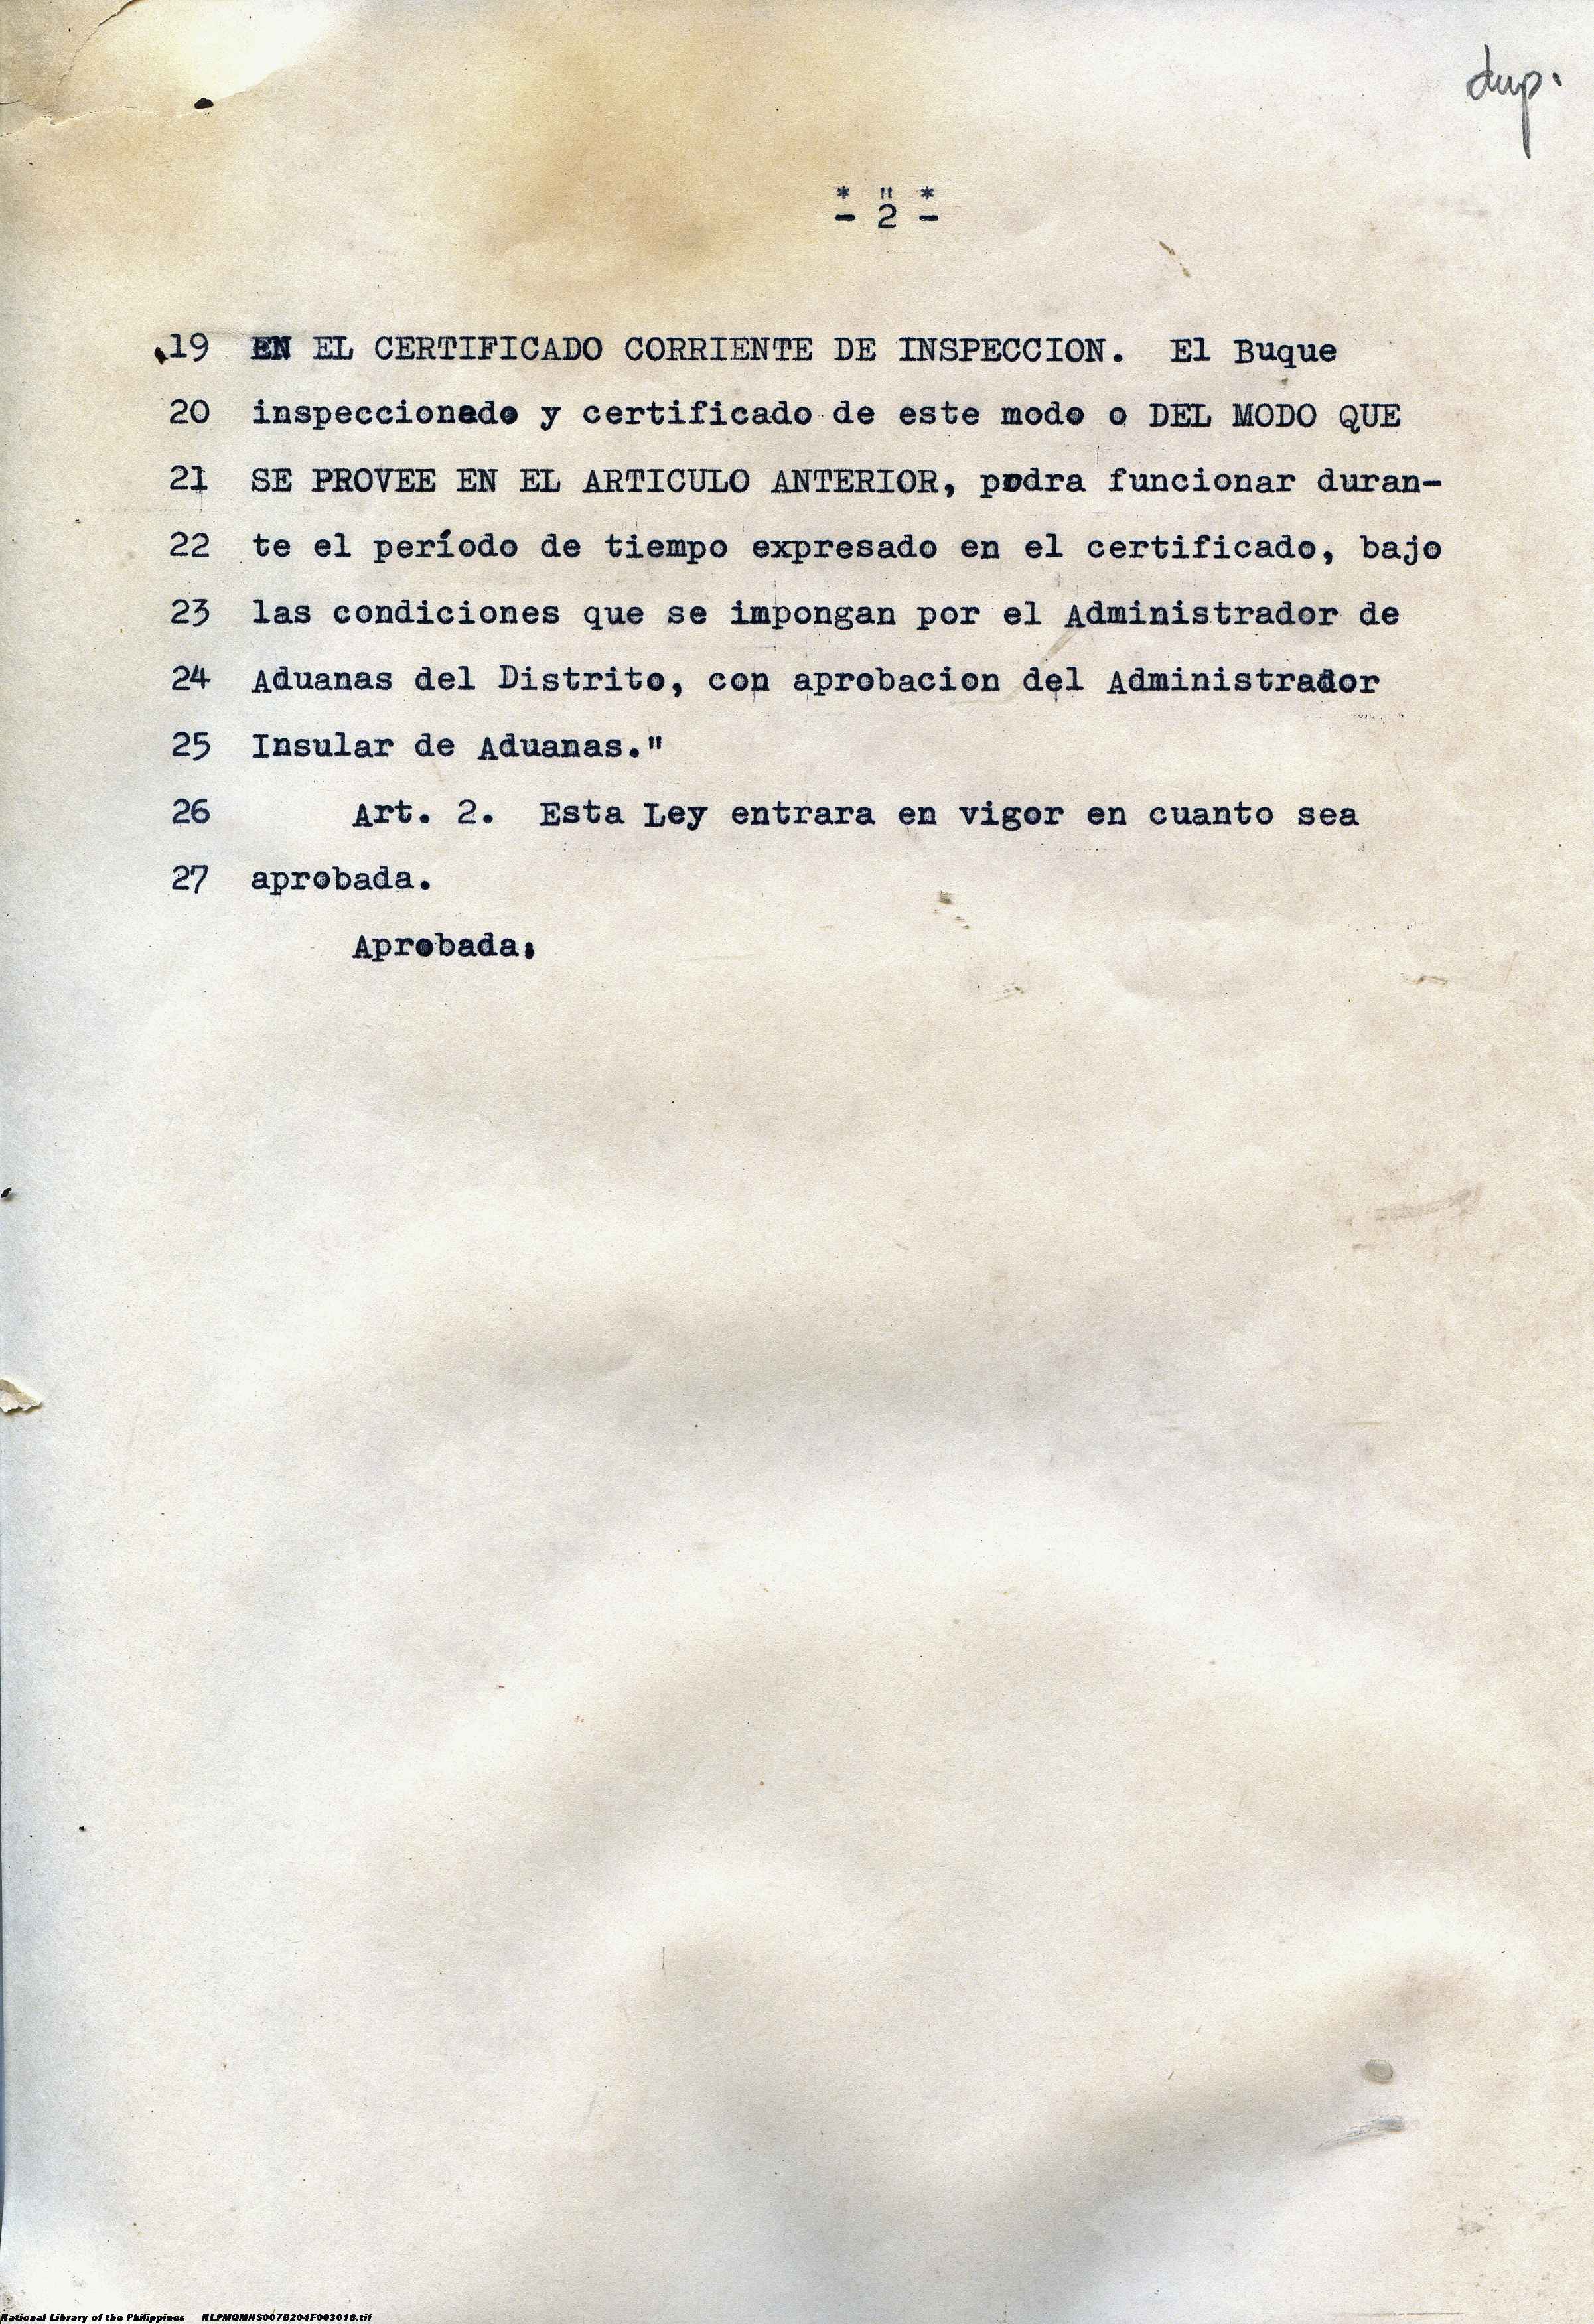 dup.
* " *
- 2 -
19 EN EL CERTIFICADO CORRIENTE DE INSPECCION. El Buque
20 inspeccionado y certificado de este modo o DEL MODO QUE
21 SE PROVEE EN EL ARTICULO ANTERIOR, podra funcionar duran-
22 te el período de tiempo expresado en el certificado, bajo
23 las condiciones que se impongan por el Administrador de
24 Aduanas del Distrito, con aprobacion del Administrador
25 Insular de Aduanas."
26 Art. 2. Esta Ley entrara en vigor en cuanto sea
27 aprobada.
Aprobada,
National Library of the Philippines NLPMQMNS007B204F003018.tif